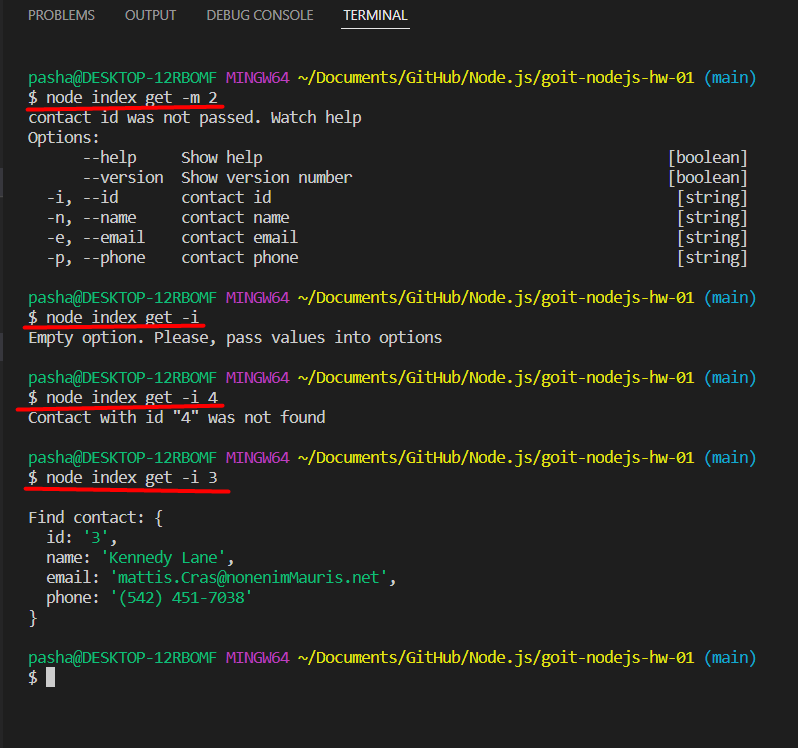 PROBLEMS OUTPUT DEBUG CONSOLE TERMINAL
pasha@DESKTOP-12RBOMF MINGW64 ~/Documents/GitHub/Node.js/goit-nodejs-hw-01 (main)
$ node index get -m 2
contact id was not passed. Watch help
Options:
      --help     Show help                                             [boolean]
      --version  Show version number                                   [boolean]
  -i, --id       contact id                                             [string]
  -n, --name     contact name                                           [string]
  -e, --email    contact email                                          [string]
  -p, --phone    contact phone                                          [string]
pasha@DESKTOP-12RBOMF MINGW64 ~/Documents/GitHub/Node.js/goit-nodejs-hw-01 (main)
$ node index get -i
Empty option. Please, pass values into options
pasha@DESKTOP-12RBOMF MINGW64 ~/Documents/GitHub/Node.js/goit-nodejs-hw-01 (main)
$ node index get -i 4
Contact with id "4" was not found
pasha@DESKTOP-12RBOMF MINGW64 ~/Documents/GitHub/Node.js/goit-nodejs-hw-01 (main)
$ node index get -i 3
Find contact: {
  id: '3',
  name: 'Kennedy Lane',
  email: 'mattis.Cras@nonenimMauris.net',
  phone: '(542) 451-7038'
}
pasha@DESKTOP-12RBOMF MINGW64 ~/Documents/GitHub/Node.js/goit-nodejs-hw-01 (main)
$